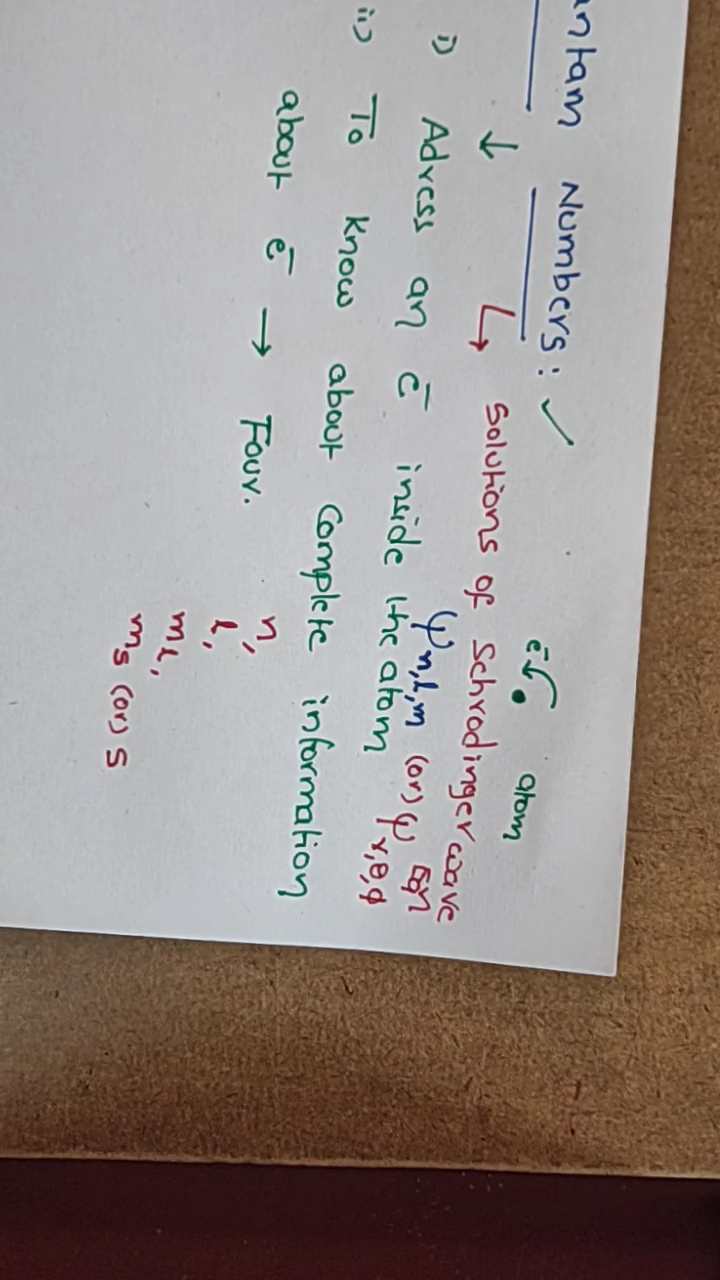 ntam Numbers: ✓
↓ ↳ Solutions of Schrodinger wave Eqn
e⁻ atom
i) Adress an e⁻ inside the atom
ψn,l,m (or) ψr,θ,φ
ii) To know about complete information
about e⁻ → Four.
n,
l,
ml,
ms (or) s